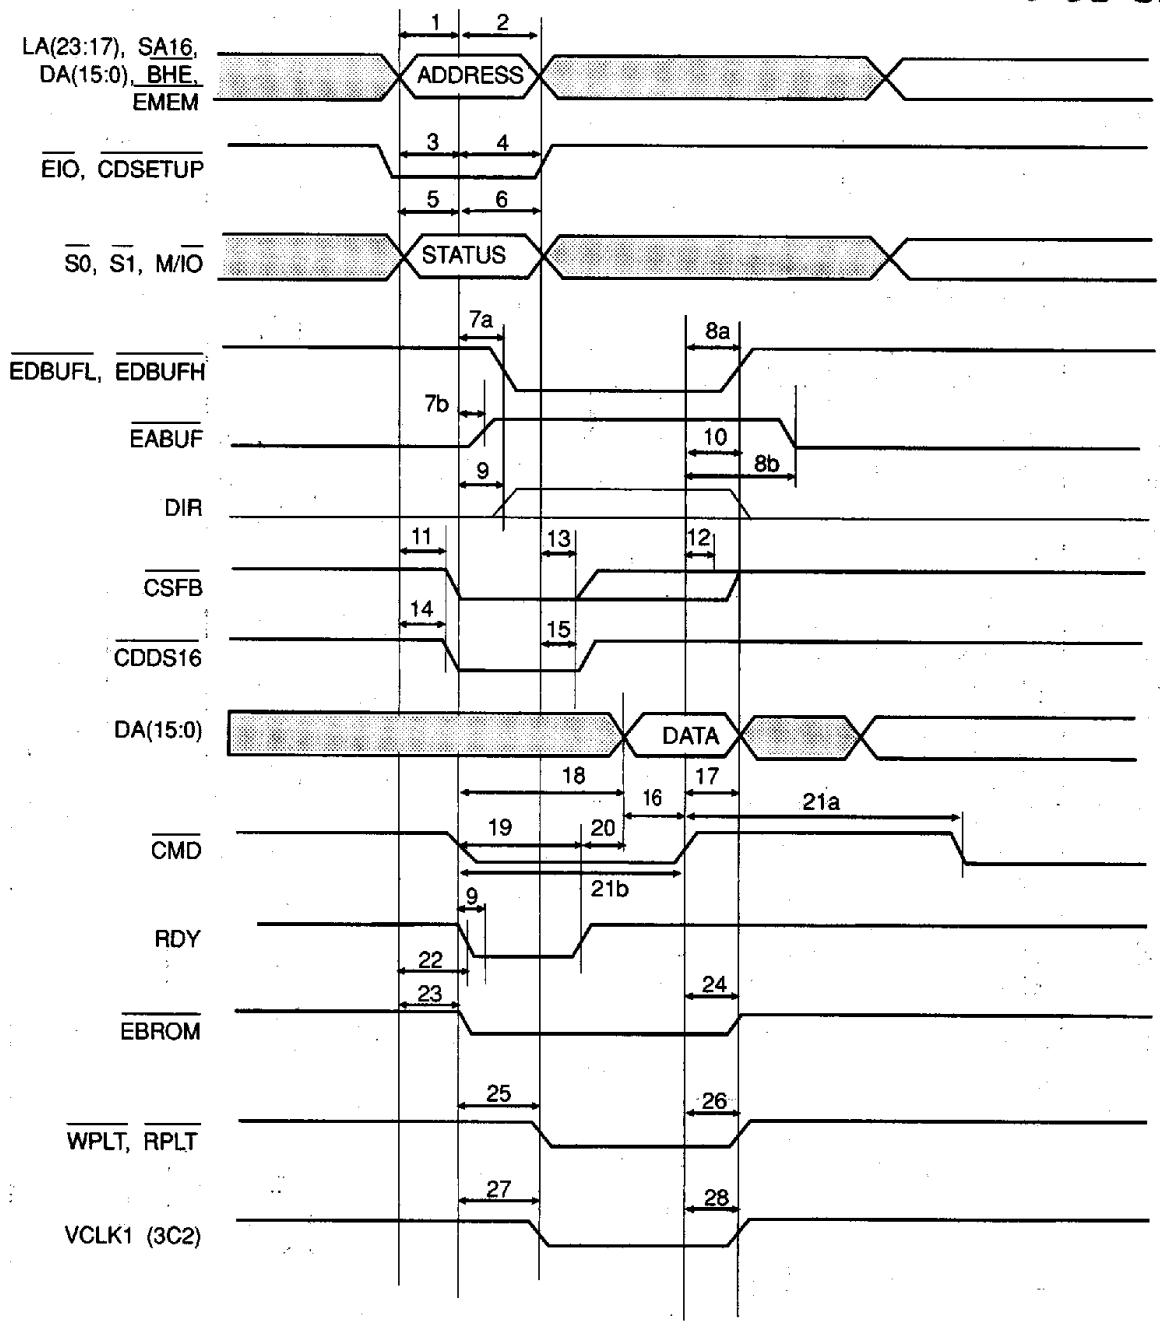 1 2
LA(23:17), SA16,
DA(15:0), BHE,
EMEM
ADDRESS
3 4
EIO, CDSETUP
5 6
S0, S1, M/IO
STATUS
7a 8a
EDBUFL, EDBUFH
7b
EABUF
10
9 8b
DIR
11 13 12
CSFB
14 15
CDDS16
DA(15:0)
DATA
18 17
16 21a
19 20
CMD
21b
9
RDY
22
23 24
EBROM
25 26
WPLT, RPLT
27 28
VCLK1 (3C2)